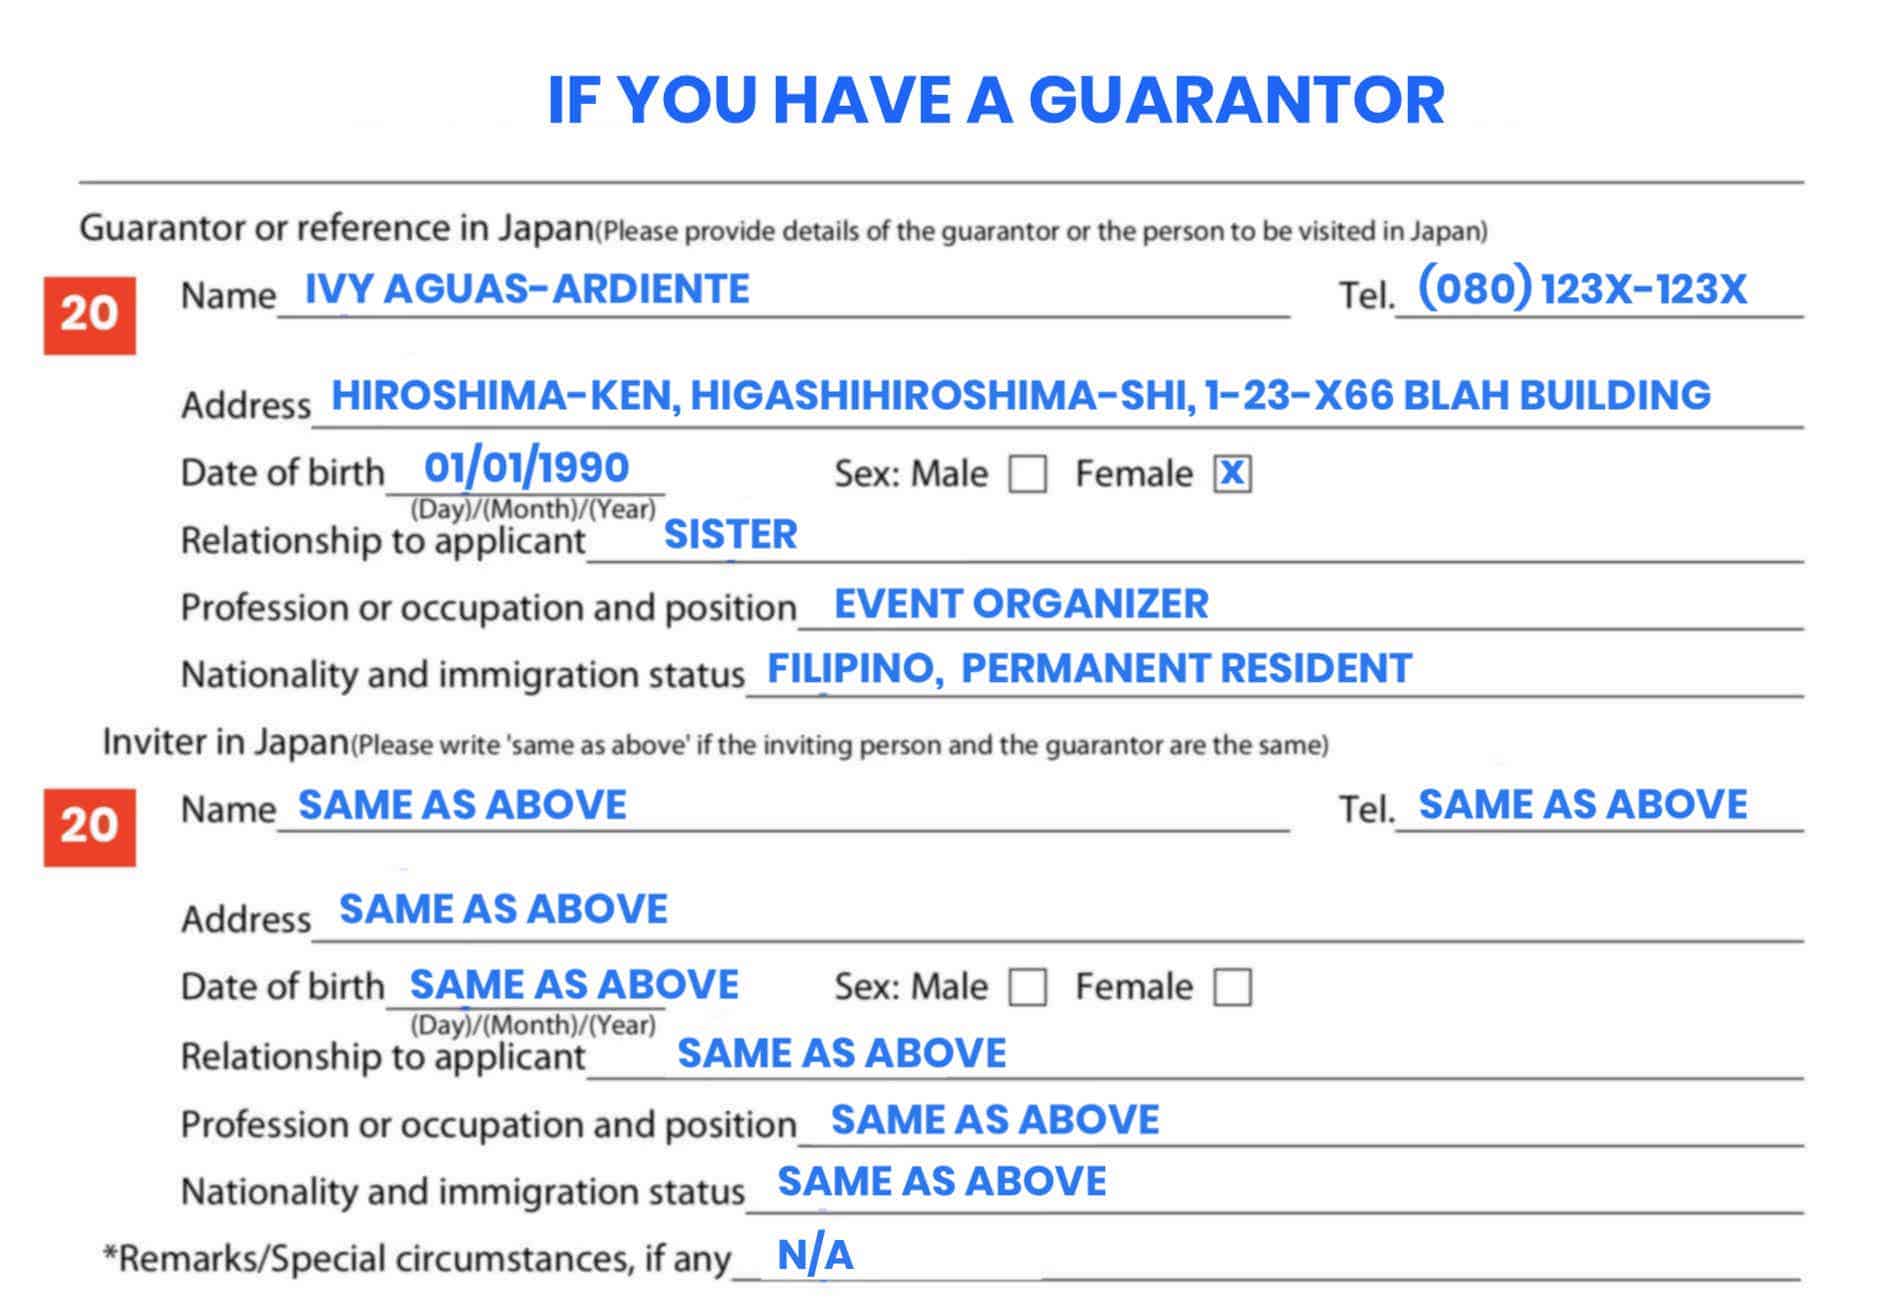 IF YOU HAVE A GUARANTOR
Guarantor or reference in Japan(Please provide details of the guarantor or the person to be visited in Japan)
20 Name IVY AGUAS-ARDIENTE Tel. (080) 123X-123X
Address HIROSHIMA-KEN, HIGASHIHIROSHIMA-SHI, 1-23-X66 BLAH BUILDING
Date of birth 01/01/1990 Sex: Male Female X
(Day)/(Month)/(Year)
Relationship to applicant SISTER
Profession or occupation and position EVENT ORGANIZER
Nationality and immigration status FILIPINO, PERMANENT RESIDENT
Inviter in Japan(Please write 'same as above' if the inviting person and the guarantor are the same)
20 Name SAME AS ABOVE Tel. SAME AS ABOVE
Address SAME AS ABOVE
Date of birth SAME AS ABOVE Sex: Male Female
(Day)/(Month)/(Year)
Relationship to applicant SAME AS ABOVE
Profession or occupation and position SAME AS ABOVE
Nationality and immigration status SAME AS ABOVE
*Remarks/Special circumstances, if any N/A